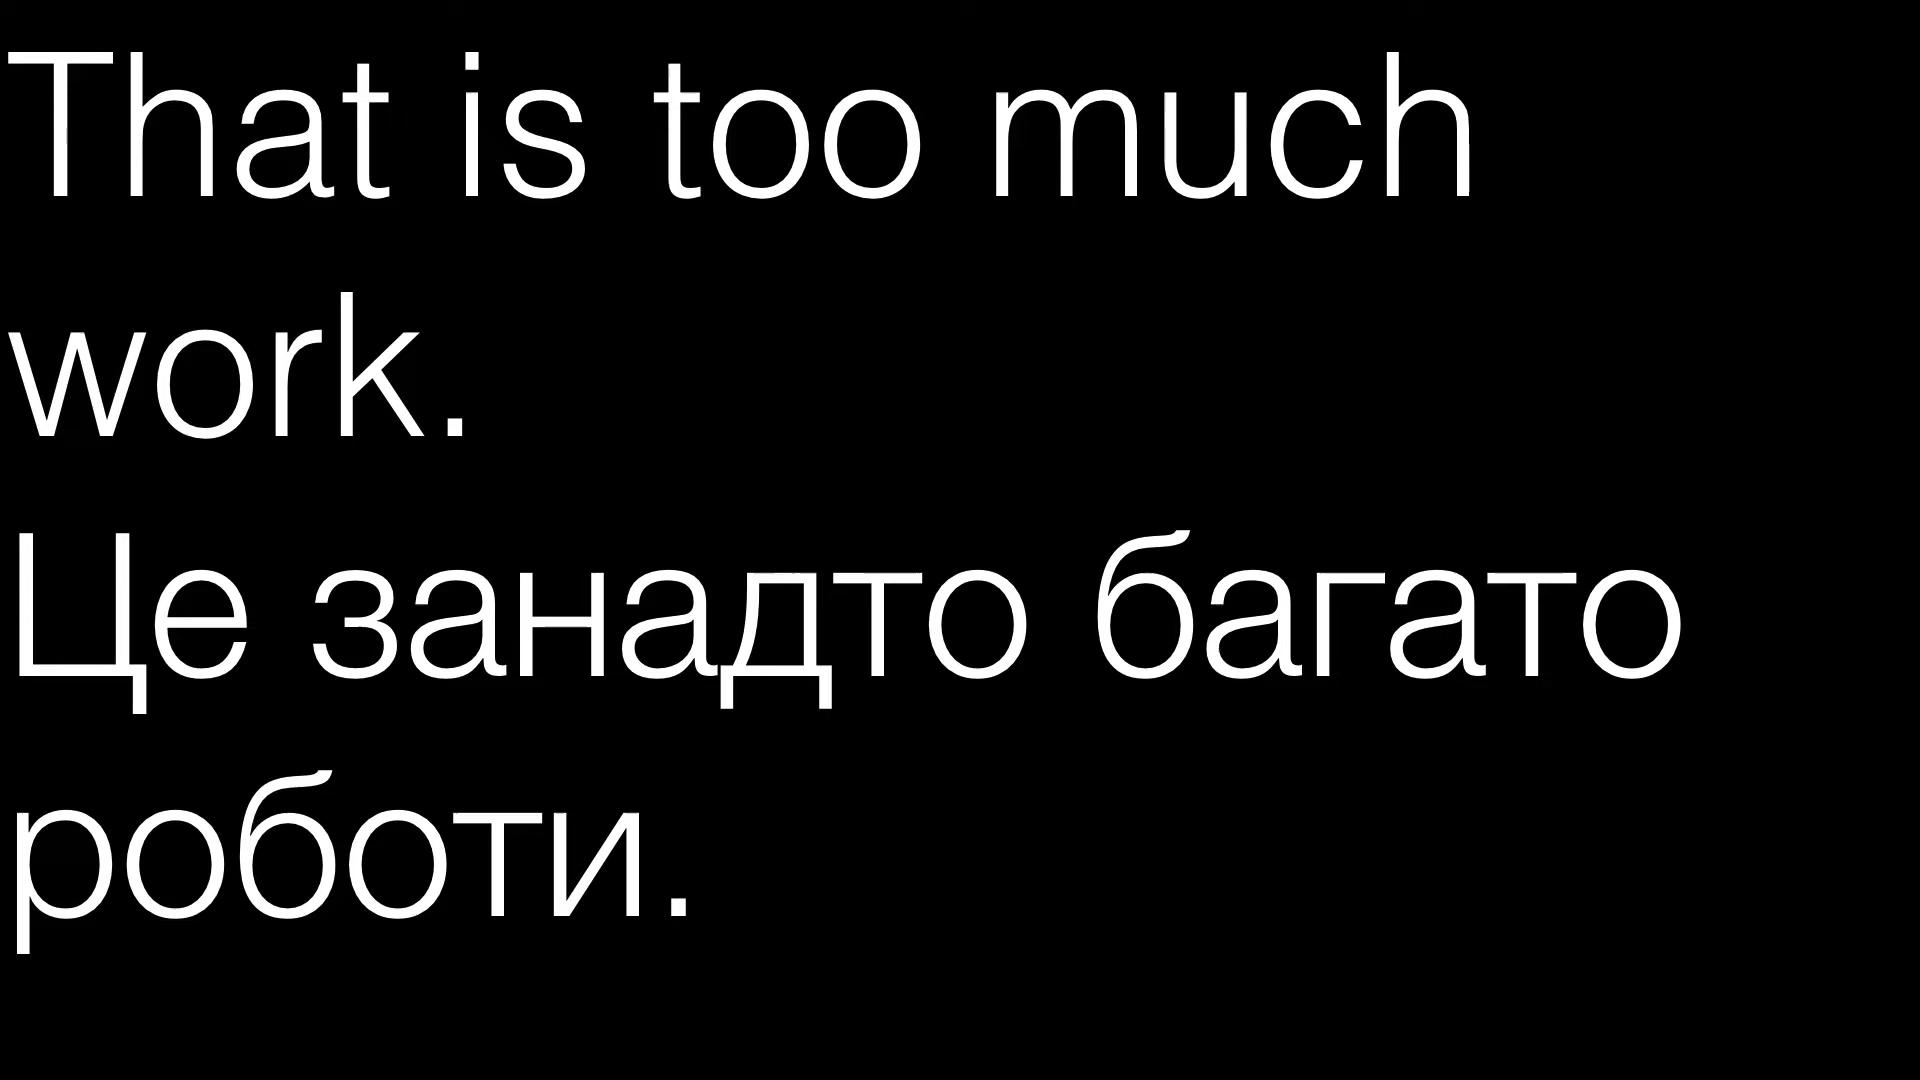 That is too much
work.
Це занадто багато
роботи.